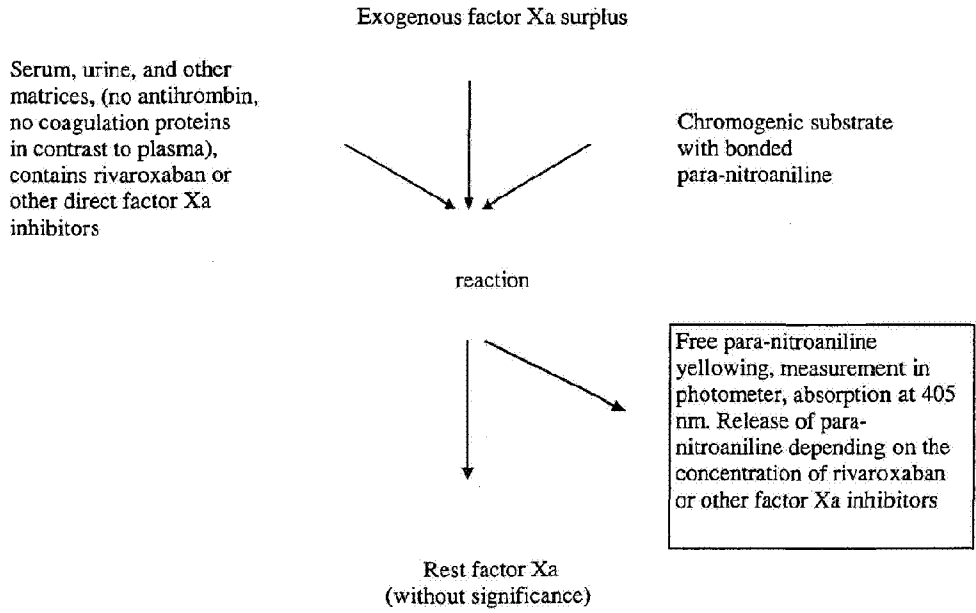 Exogenous factor Xa surplus
Serum, urine, and other
matrices, (no antihrombin,
no coagulation proteins
in contrast to plasma),
contains rivaroxaban or
other direct factor Xa
inhibitors
Chromogenic substrate
with bonded
para-nitroaniline
reaction
Free para-nitroaniline
yellowing, measurement in
photometer, absorption at 405
nm. Release of para-
nitroaniline depending on the
concentration of rivaroxaban
or other factor Xa inhibitors
Rest factor Xa
(without significance)